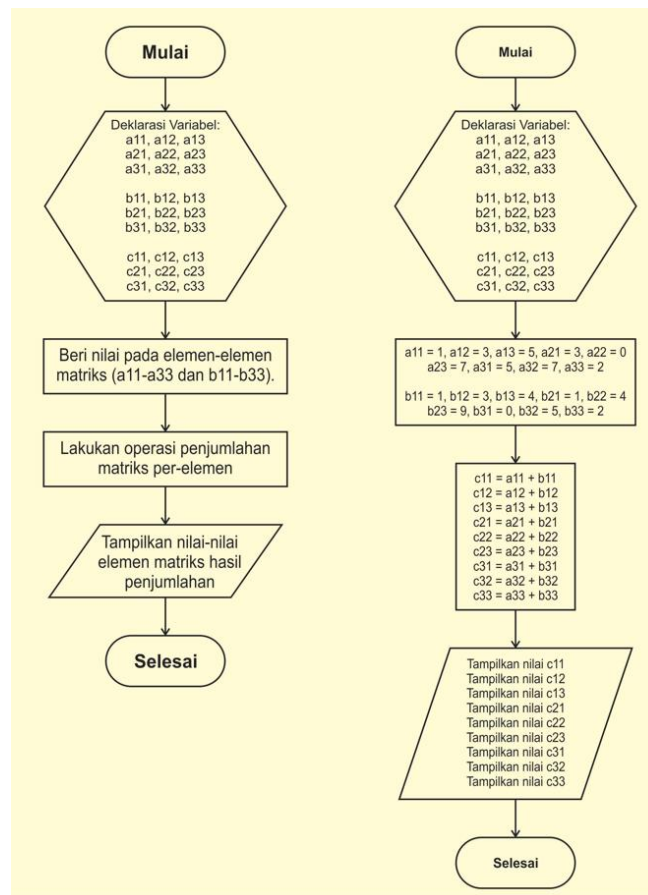 Mulai
Deklarasi Variabel:
a11, a12, a13
a21, a22, a23
a31, a32, a33
b11, b12, b13
b21, b22, b23
b31, b32, b33
c11, c12, c13
c21, c22, c23
c31, c32, c33
Beri nilai pada elemen-elemen
matriks (a11-a33 dan b11-b33).
Lakukan operasi penjumlahan
matriks per-elemen
Tampilkan nilai-nilai
elemen matriks hasil
penjumlahan
Selesai
Mulai
Deklarasi Variabel:
a11, a12, a13
a21, a22, a23
a31, a32, a33
b11, b12, b13
b21, b22, b23
b31, b32, b33
c11, c12, c13
c21, c22, c23
c31, c32, c33
a11 = 1, a12 = 3, a13 = 5, a21 = 3, a22 = 0
a23 = 7, a31 = 5, a32 = 7, a33 = 2
b11 = 1, b12 = 3, b13 = 4, b21 = 1, b22 = 4
b23 = 9, b31 = 0, b32 = 5, b33 = 2
c11 = a11 + b11
c12 = a12 + b12
c13 = a13 + b13
c21 = a21 + b21
c22 = a22 + b22
c23 = a23 + b23
c31 = a31 + b31
c32 = a32 + b32
c33 = a33 + b33
Tampilkan nilai c11
Tampilkan nilai c12
Tampilkan nilai c13
Tampilkan nilai c21
Tampilkan nilai c22
Tampilkan nilai c23
Tampilkan nilai c31
Tampilkan nilai c32
Tampilkan nilai c33
Selesai